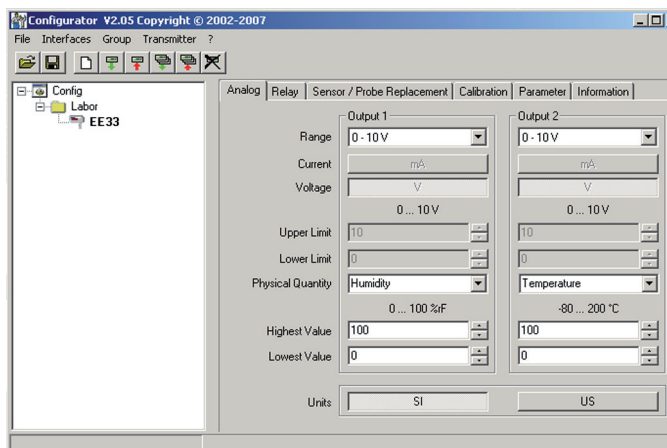 Configurator V2.05 Copyright © 2002-2007
File Interfaces Group Transmitter ?
Config
Labor
EE33
Analog Relay Sensor / Probe Replacement Calibration Parameter Information
Output 1 Output 2
Range 0 - 10 V 0 - 10 V
Current mA mA
Voltage V V
0 ... 10 V 0 ... 10 V
Upper Limit 10 10
Lower Limit 0 0
Physical Quantity Humidity Temperature
0 ... 100 %rF -80 ... 200 °C
Highest Value 100 100
Lowest Value 0 0
Units SI US